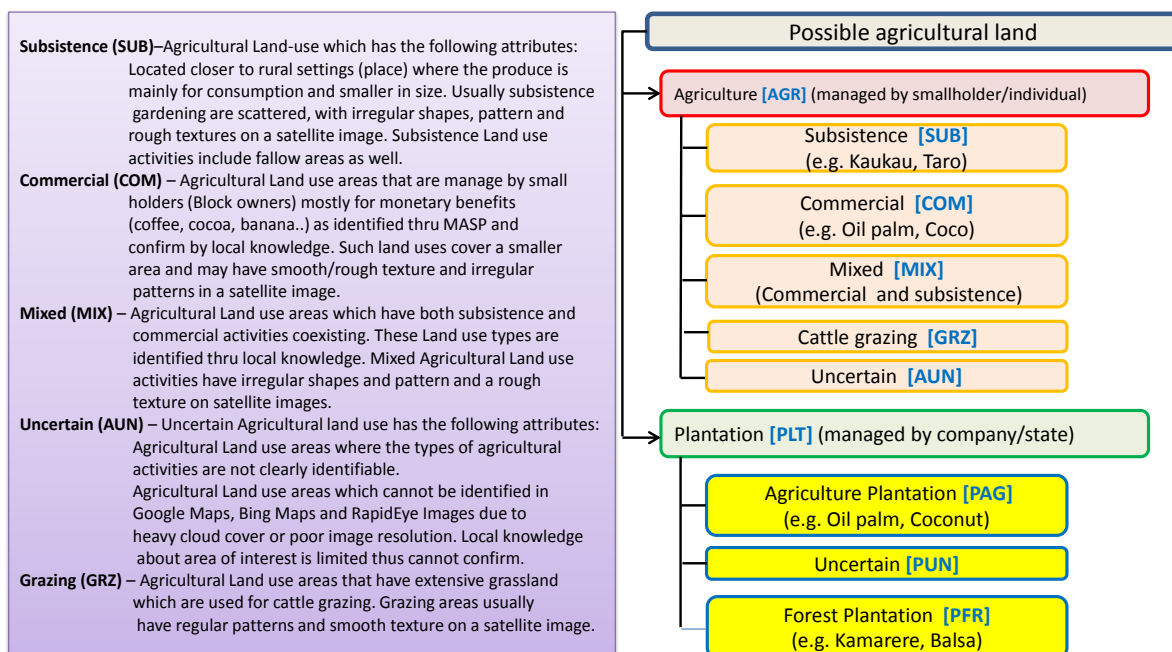 Subsistence (SUB)–Agricultural Land-use which has the following attributes:
Located closer to rural settings (place) where the produce is
mainly for consumption and smaller in size. Usually subsistence
gardening are scattered, with irregular shapes, pattern and
rough textures on a satellite image. Subsistence Land use
activities include fallow areas as well.
Commercial (COM) – Agricultural Land use areas that are manage by small
holders (Block owners) mostly for monetary benefits
(coffee, cocoa, banana..) as identified thru MASP and
confirm by local knowledge. Such land uses cover a smaller
area and may have smooth/rough texture and irregular
patterns in a satellite image.
Mixed (MIX) – Agricultural Land use areas which have both subsistence and
commercial activities coexisting. These Land use types are
identified thru local knowledge. Mixed Agricultural Land use
activities have irregular shapes and pattern and a rough
texture on satellite images.
Uncertain (AUN) – Uncertain Agricultural land use has the following attributes:
Agricultural Land use areas where the types of agricultural
activities are not clearly identifiable.
Agricultural Land use areas which cannot be identified in
Google Maps, Bing Maps and RapidEye Images due to
heavy cloud cover or poor image resolution. Local knowledge
about area of interest is limited thus cannot confirm.
Grazing (GRZ) – Agricultural Land use areas that have extensive grassland
which are used for cattle grazing. Grazing areas usually
have regular patterns and smooth texture on a satellite image.
Possible agricultural land
Agriculture [AGR] (managed by smallholder/individual)
Subsistence [SUB]
(e.g. Kaukau, Taro)
Commercial [COM]
(e.g. Oil palm, Coco)
Mixed [MIX]
(Commercial and subsistence)
Cattle grazing [GRZ]
Uncertain [AUN]
Plantation [PLT] (managed by company/state)
Agriculture Plantation [PAG]
(e.g. Oil palm, Coconut)
Uncertain [PUN]
Forest Plantation [PFR]
(e.g. Kamarere, Balsa)